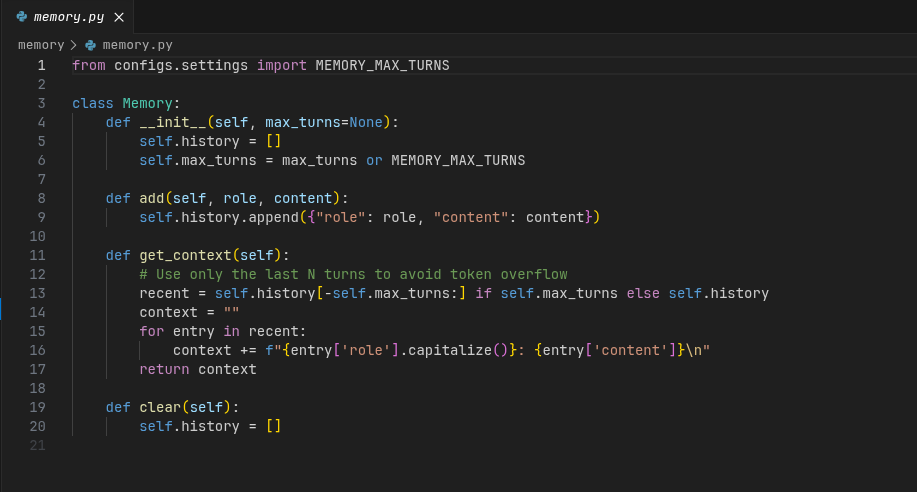 memory.py
memory > memory.py
1 from configs.settings import MEMORY_MAX_TURNS
2
3 class Memory:
4     def __init__(self, max_turns=None):
5         self.history = []
6         self.max_turns = max_turns or MEMORY_MAX_TURNS
7
8     def add(self, role, content):
9         self.history.append({"role": role, "content": content})
10
11     def get_context(self):
12         # Use only the last N turns to avoid token overflow
13         recent = self.history[-self.max_turns:] if self.max_turns else self.history
14         context = ""
15         for entry in recent:
16             context += f"{entry['role'].capitalize()}: {entry['content']}\n"
17         return context
18
19     def clear(self):
20         self.history = []
21